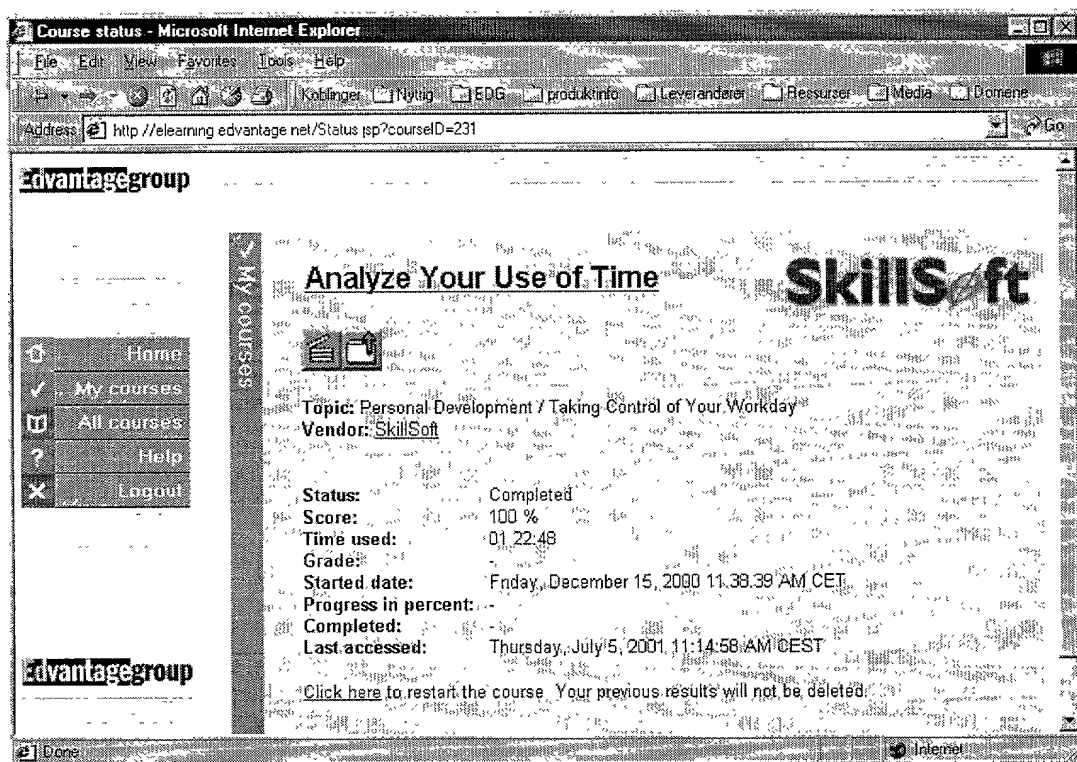 Course status - Microsoft Internet Explorer
File Edit View Favorites Tools Help
Koblinger Nyttig EDG produktinfo Leverandører Ressurser Media Domene
Address http //elearning edvantage net/Status jsp?courseID=231 Go
Edvantagegroup
My courses
Analyze Your Use of Time
SkillSoft
Home
My courses
All courses
Help
Logout
Topic: Personal Development / Taking Control of Your Workday
Vendor: SkillSoft
Status: Completed
Score: 100 %
Time used: 01 22:48
Grade: -
Started date: Friday, December 15, 2000 11.38.39 AM CET
Progress in percent: -
Completed: -
Last accessed: Thursday, July 5, 2001 11:14:58 AM CEST
Edvantagegroup
Click here to restart the course Your previous results will not be deleted.
Done Internet